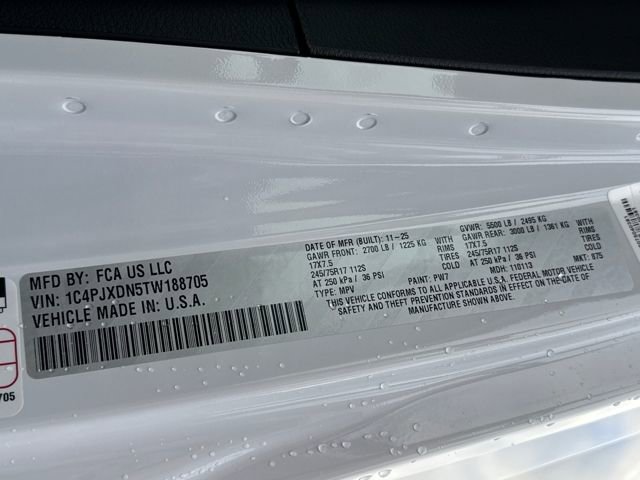 MFD BY: FCA US LLC
VIN: 1C4PJXDN5TW188705
VEHICLE MADE IN U.S.A.
DATE OF MFR (BUILT): 11-25
GVWR: 5500 LB / 2495 KG
GAWR FRONT: 2700 LB / 1225 KG WITH
GAWR REAR: 3000 LB / 1361 KG WITH
17X7.5 RIMS
17X7.5 RIMS
245/75R17 112S TIRES
245/75R17 112S TIRES
AT 250 kPa / 36 PSI
AT 250 kPa / 36 PSI
TYPE: MPV PAINT: PW7 MDH: 110113 MKT: 875
THIS VEHICLE CONFORMS TO ALL APPLICABLE U.S.A. FEDERAL MOTOR VEHICLE
SAFETY AND THEFT PREVENTION STANDARDS IN EFFECT ON THE DATE OF
MANUFACTURE
705